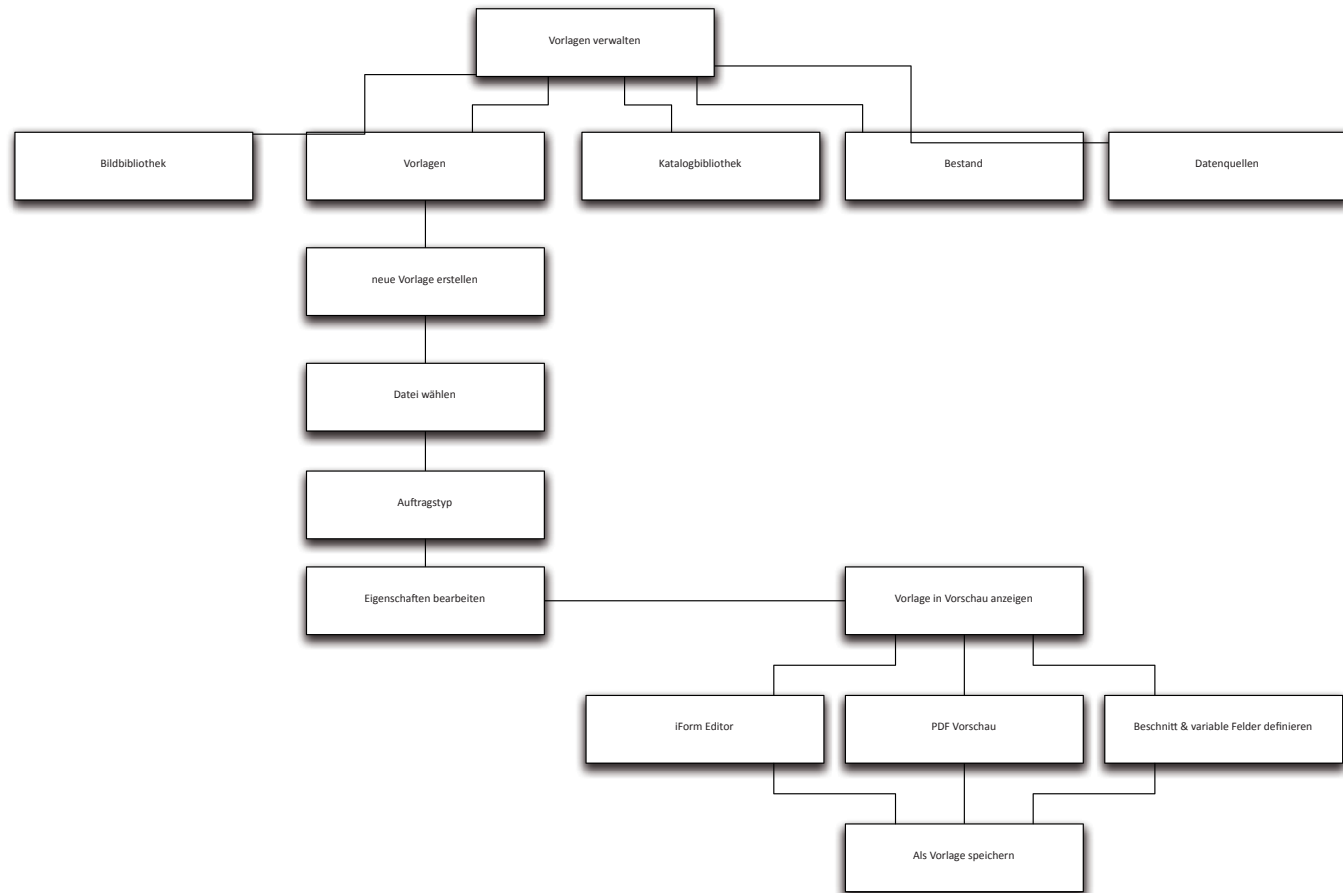 Vorlagen verwalten
Bildbibliothek
Vorlagen
Katalogbibliothek
Bestand
Datenquellen
neue Vorlage erstellen
Datei wählen
Auftragstyp
Eigenschaften bearbeiten
Vorlage in Vorschau anzeigen
iForm Editor
PDF Vorschau
Beschnitt & variable Felder definieren
Als Vorlage speichern